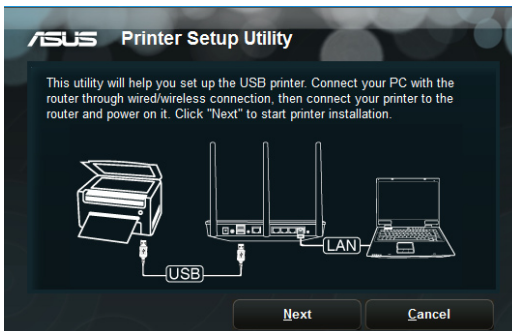 ASUS Printer Setup Utility
This utility will help you set up the USB printer. Connect your PC with the
router through wired/wireless connection, then connect your printer to the
router and power on it. Click "Next" to start printer installation.
LAN
USB
Next Cancel